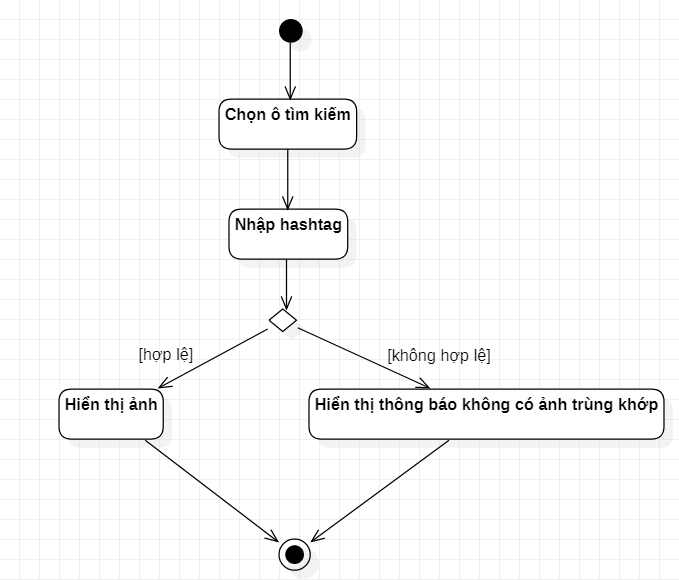 Chọn ô tìm kiếm
Nhập hashtag
[hợp lệ]
[không hợp lệ]
Hiển thị ảnh
Hiển thị thông báo không có ảnh trùng khớp